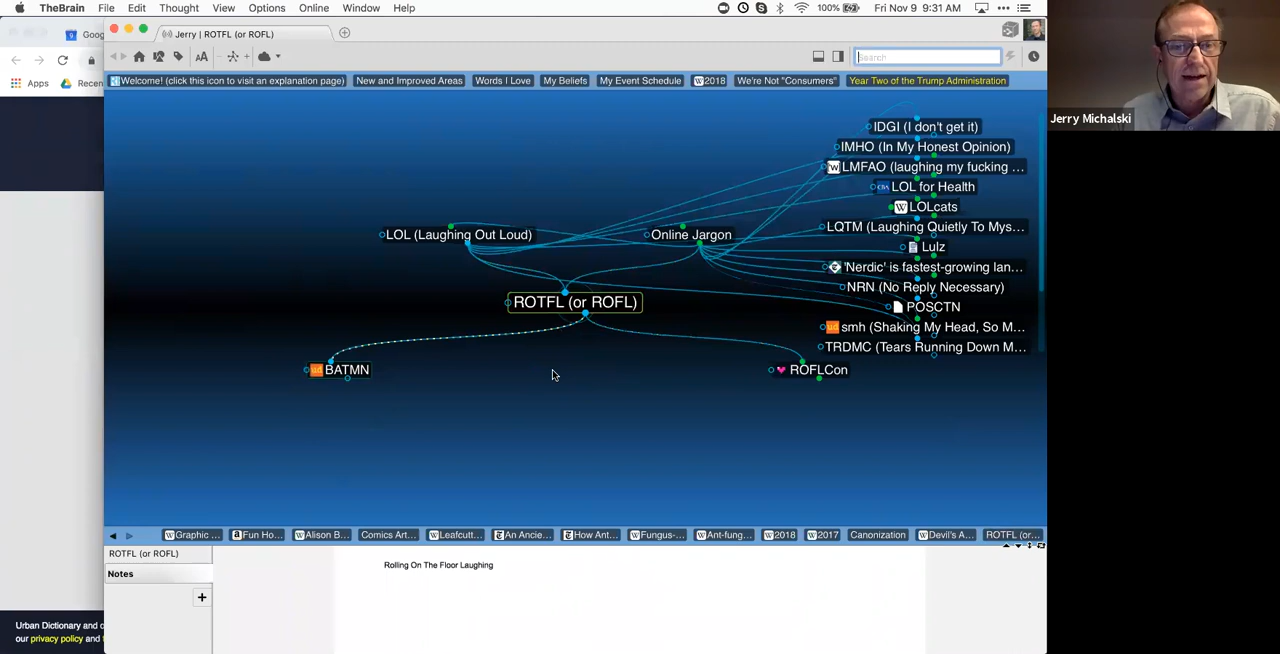 TheBrain File Edit Thought View Options Online Window Help 100% Fri Nov 9 9:31 AM
Jerry | ROTFL (or ROFL)
Goog
Search
Apps Recen
Welcome! (click this icon to visit an explanation page) New and Improved Areas Words I Love My Beliefs My Event Schedule 2018 We're Not "Consumers" Year Two of the Trump Administration
Jerry Michalski
IDGI (I don't get it)
IMHO (In My Honest Opinion)
LMFAO (laughing my fucking ...
LOL for Health
LOLcats
LQTM (Laughing Quietly To Mys...
LOL (Laughing Out Loud)
Online Jargon
Lulz
'Nerdic' is fastest-growing lan...
NRN (No Reply Necessary)
ROTFL (or ROFL)
POSCTN
smh (Shaking My Head, So M...
TRDMC (Tears Running Down M...
BATMN
ROFLCon
Graphic ... Fun Ho... Alison B... Comics Art... Leafcutt... An Ancie... How Ant... Fungus-... Ant-fung... 2018 2017 Canonization Devil's A... ROTFL (or...
ROTFL (or ROFL)
Rolling On The Floor Laughing
Notes
Urban Dictionary and
our privacy policy and